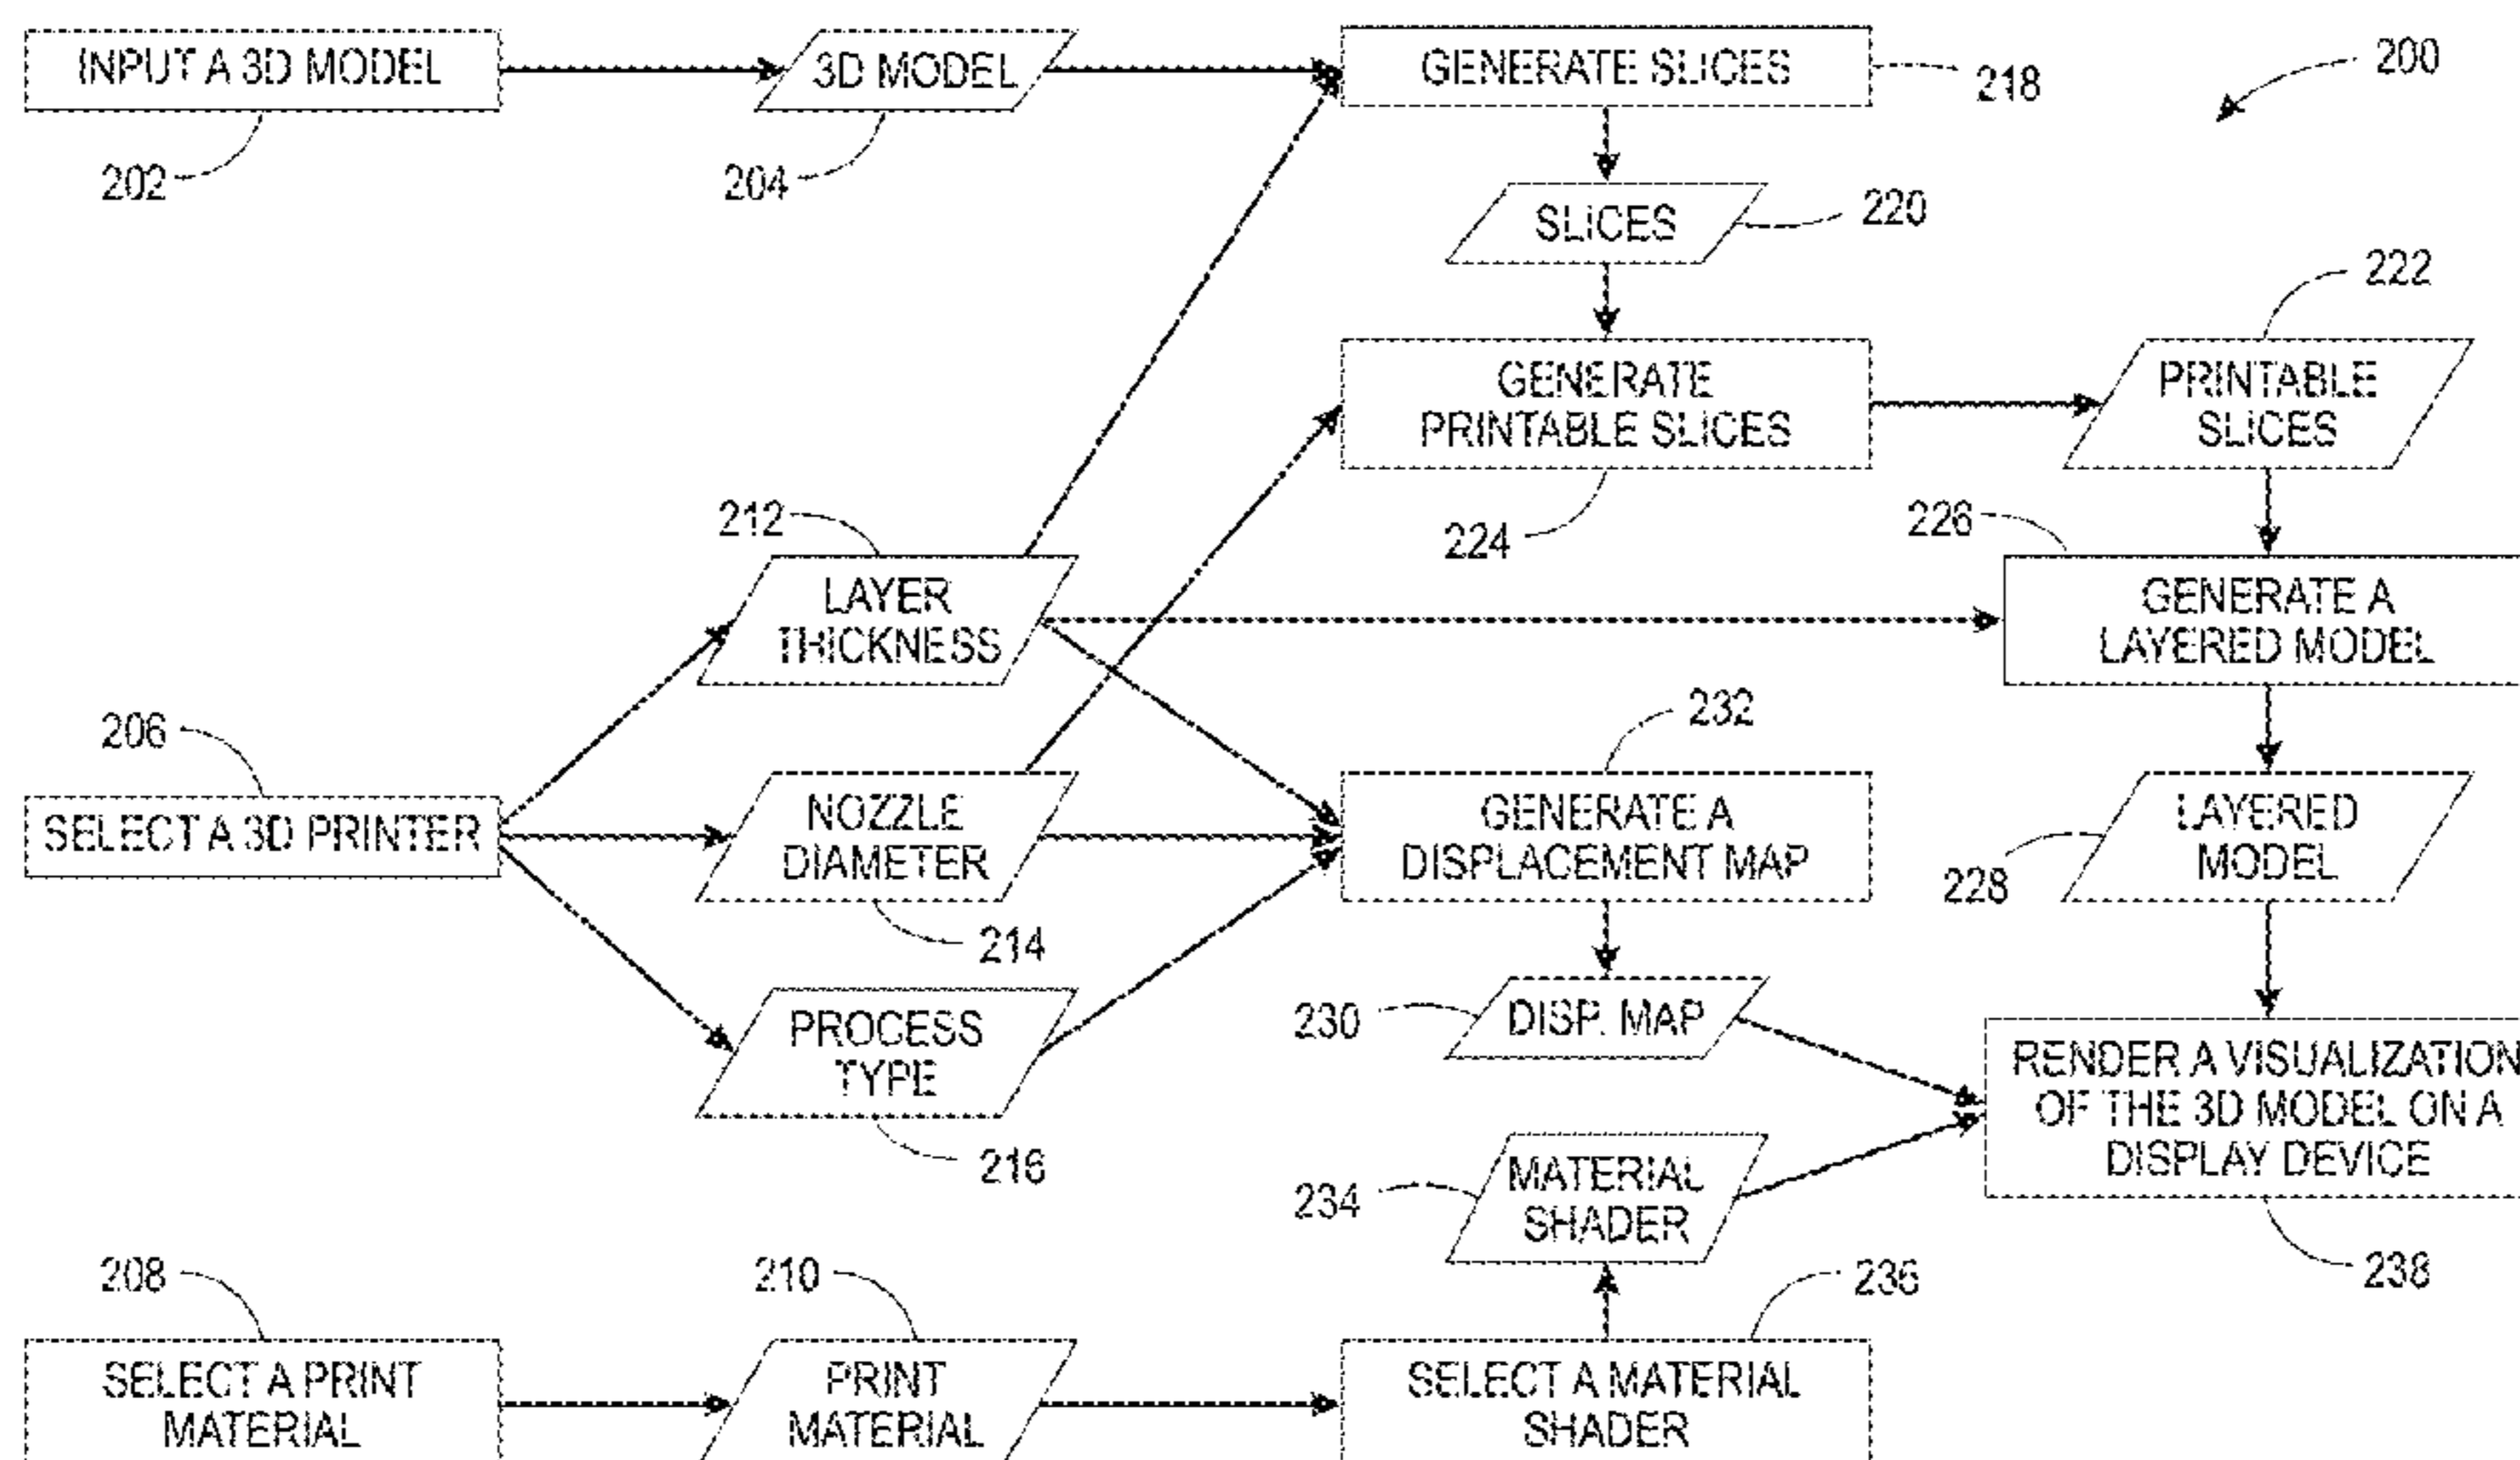 INPUT A 3D MODEL
202
3D MODEL
204
GENERATE SLICES
218
200
SLICES
220
222
GENERATE
PRINTABLE SLICES
224
PRINTABLE
SLICES
212
LAYER
THICKNESS
226
GENERATE A
LAYERED MODEL
206
SELECT A 3D PRINTER
NOZZLE
DIAMETER
214
232
GENERATE A
DISPLACEMENT MAP
LAYERED
MODEL
228
PROCESS
TYPE
216
230
DISP. MAP
234
MATERIAL
SHADER
RENDER A VISUALIZATION
OF THE 3D MODEL ON A
DISPLAY DEVICE
238
208
SELECT A PRINT
MATERIAL
210
PRINT
MATERIAL
236
SELECT A MATERIAL
SHADER